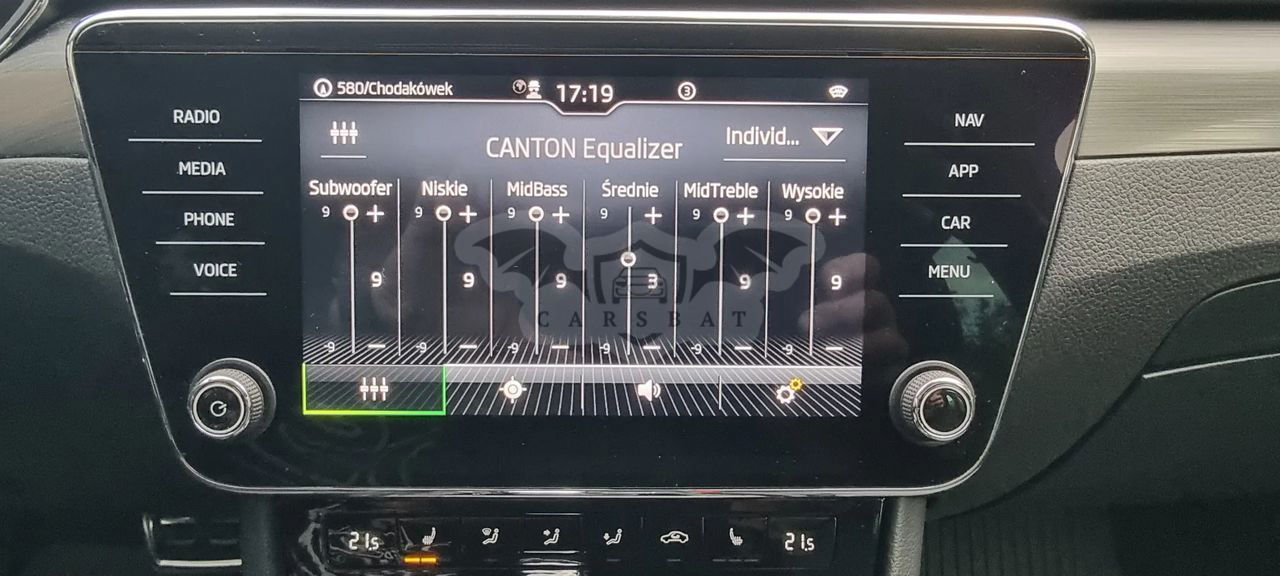 580/Chodakówek 17:19 3
RADIO
MEDIA
PHONE
VOICE
CANTON Equalizer Individ...
Subwoofer Niskie MidBass Średnie MidTreble Wysokie
9 + 9 + 9 + 9 + 9 + 9 +
9 9 9 3 9 9
CARSBAT
-9 — -9 — -9 — -9 — -9 — -9 —
NAV
APP
CAR
MENU
21.5 21.5